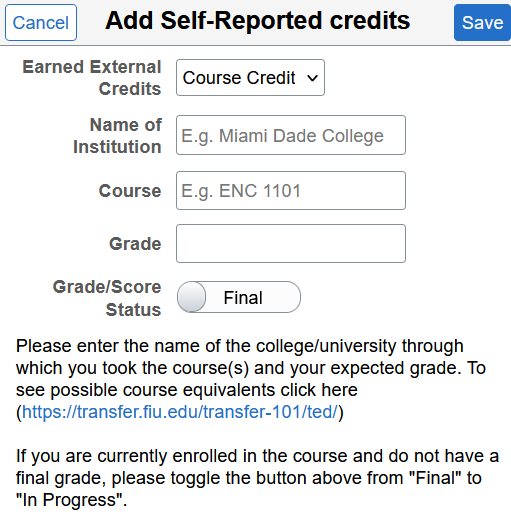 Cancel
Add Self-Reported credits
Save
Earned External
Credits
Course Credit
Name of
Institution
E.g. Miami Dade College
Course
E.g. ENC 1101
Grade
Grade/Score
Status
Final
Please enter the name of the college/university through
which you took the course(s) and your expected grade. To
see possible course equivalents click here
(https://transfer.fiu.edu/transfer-101/ted/)
If you are currently enrolled in the course and do not have a
final grade, please toggle the button above from "Final" to
"In Progress".